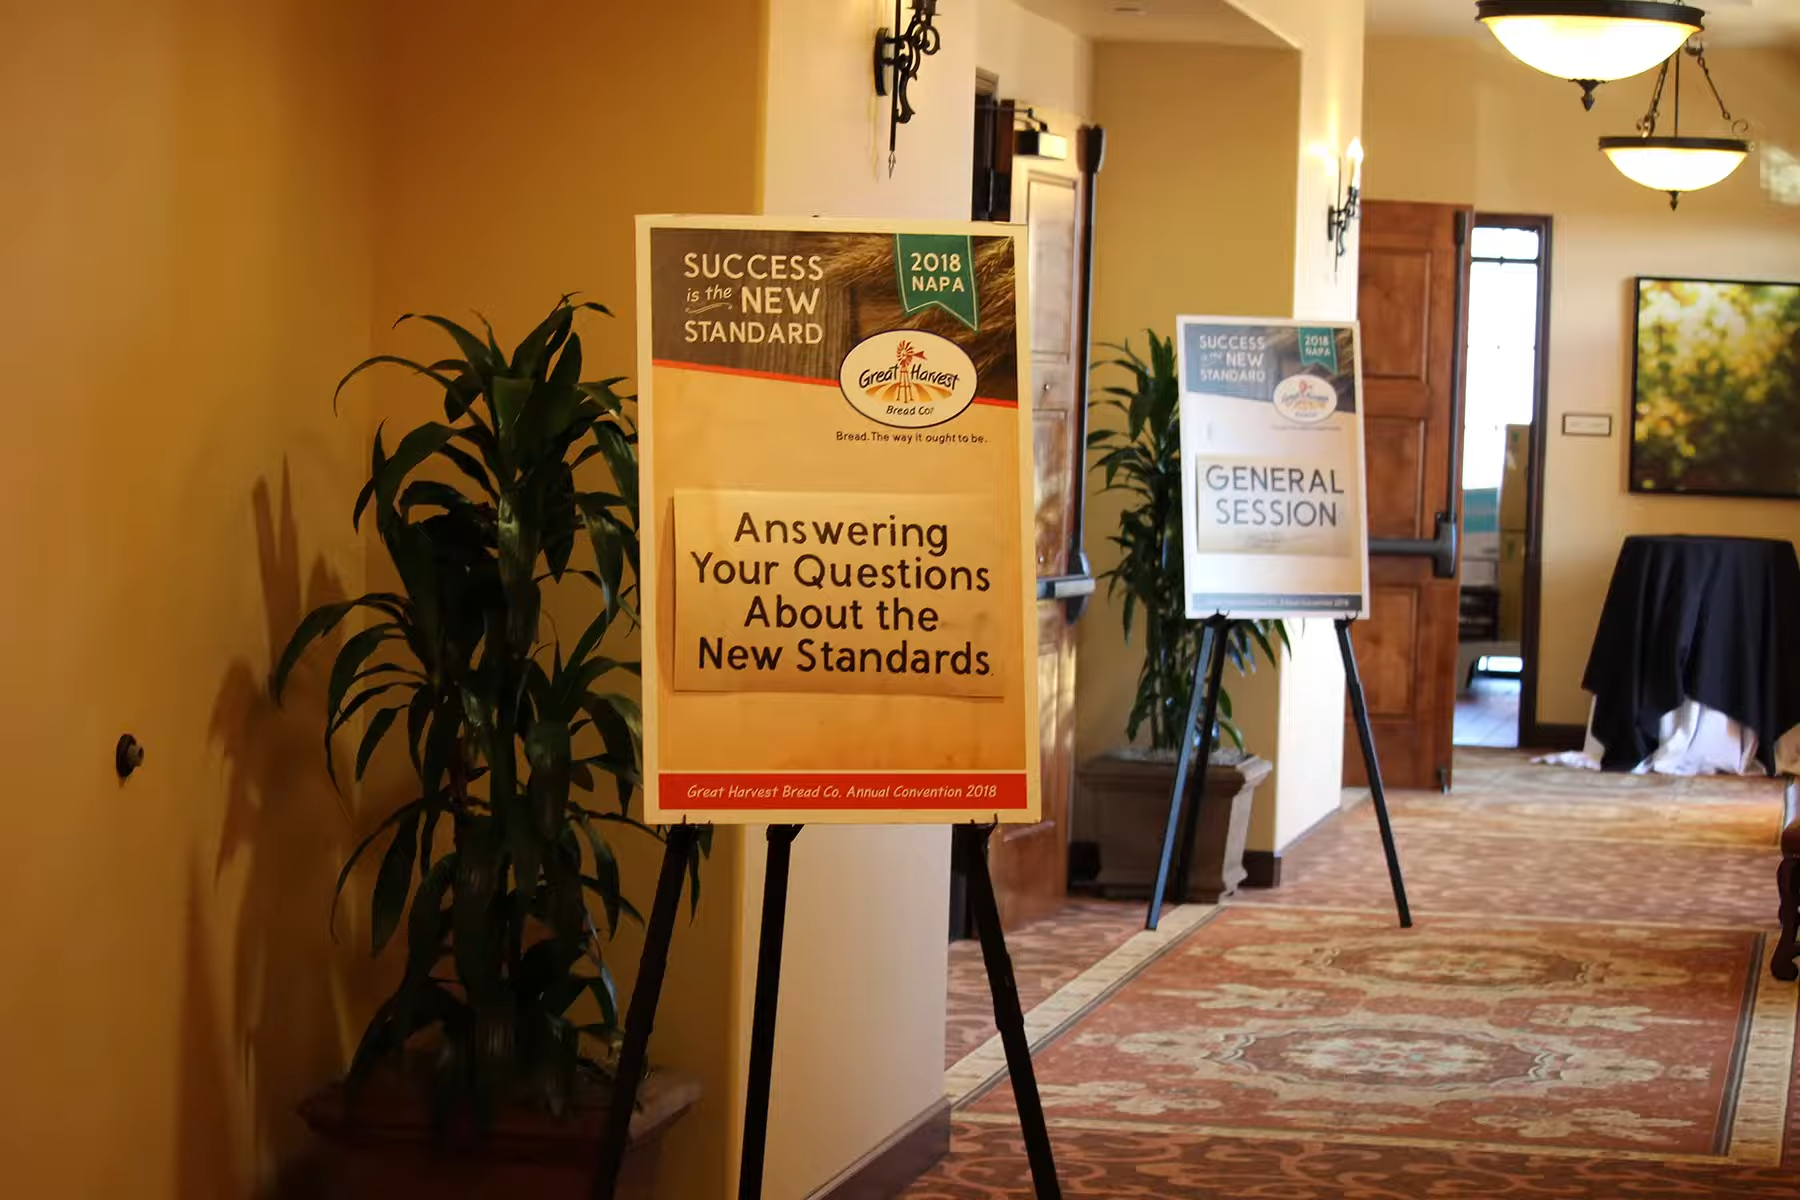 SUCCESS
is the NEW
STANDARD
2018
NAPA
Great Harvest
Bread Co.
Bread. The way it ought to be.
Answering
Your Questions
About the
New Standards
Great Harvest Bread Co. Annual Convention 2018
SUCCESS
is the NEW
STANDARD
2018
NAPA
Great Harvest
GENERAL
SESSION